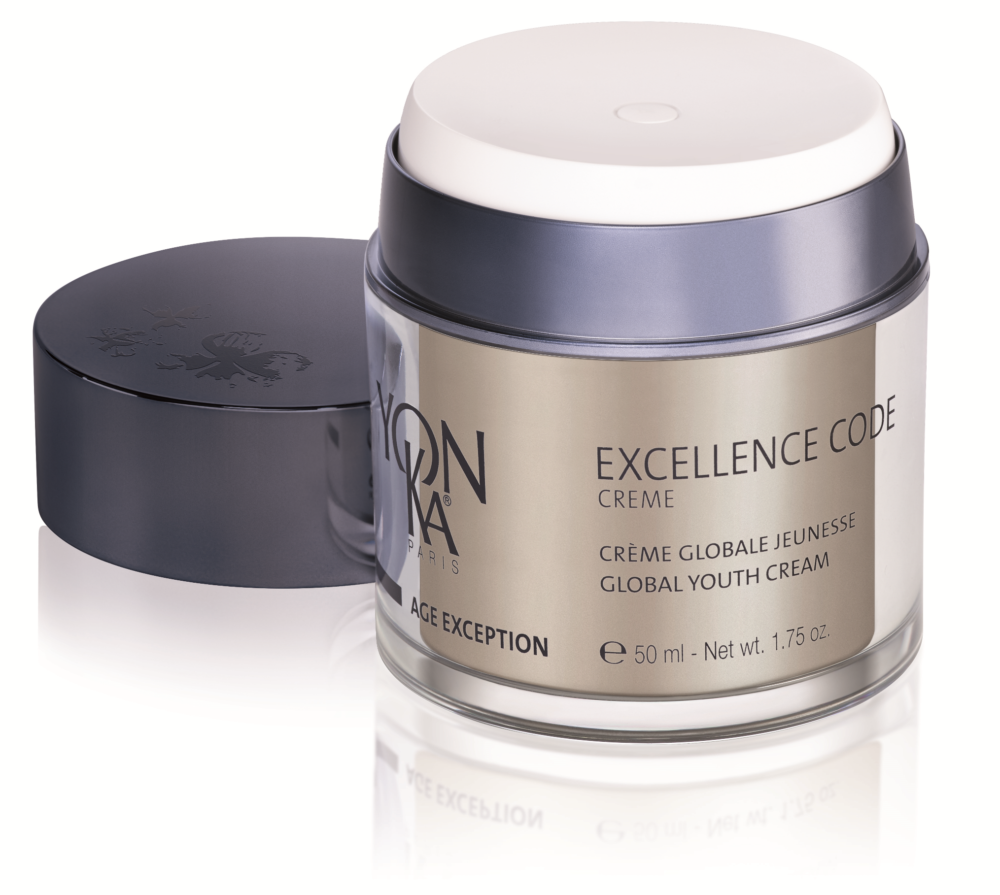 YON
KA®
PARIS
AGE EXCEPTION
EXCELLENCE CODE
CREME
CRÈME GLOBALE JEUNESSE
GLOBAL YOUTH CREAM
℮ 50 ml - Net wt. 1.75 oz.